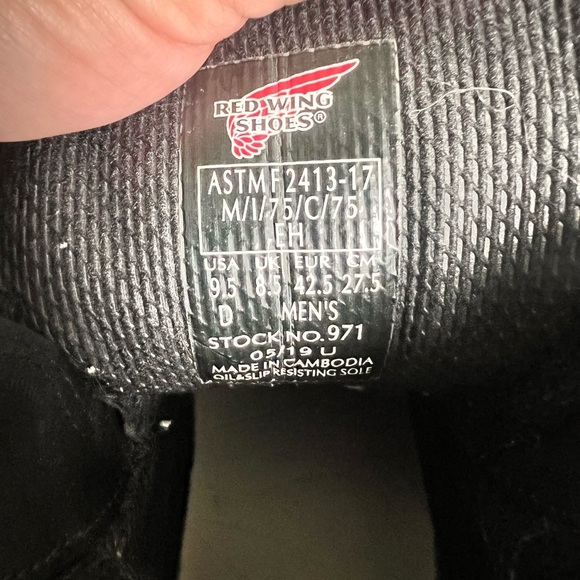 RED WING
SHOES®
ASTM F2413-17
M/I/75/C/75
EH
USA UK EUR CM
9.5 8.5 42.5 27.5
D MEN'S
STOCK NO. 971
05/19 U
MADE IN CAMBODIA
OIL&SLIP RESISTING SOLE